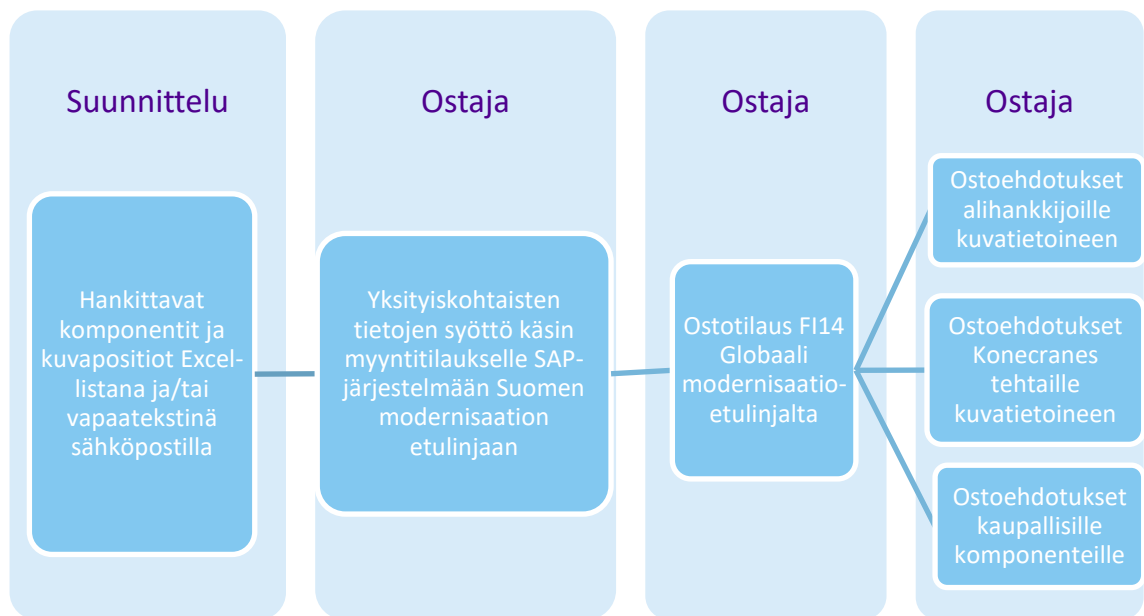 Suunnittelu
Hankittavat
komponentit ja
kuvapositiot Excel-
listana ja/tai
vapaatekstinä
sähköpostilla
Ostaja
Yksityiskohtaisten
tietojen syöttö käsin
myyntitilaukselle SAP-
järjestelmään Suomen
modernisaation
etulinjaan
Ostaja
Ostotilaus FI14
Globaali
modernisaatio-
etulinjalta
Ostaja
Ostoehdotukset
alihankkijoille
kuvatietoineen
Ostoehdotukset
Konecranes
tehtaille
kuvatietoineen
Ostoehdotukset
kaupallisille
komponenteille